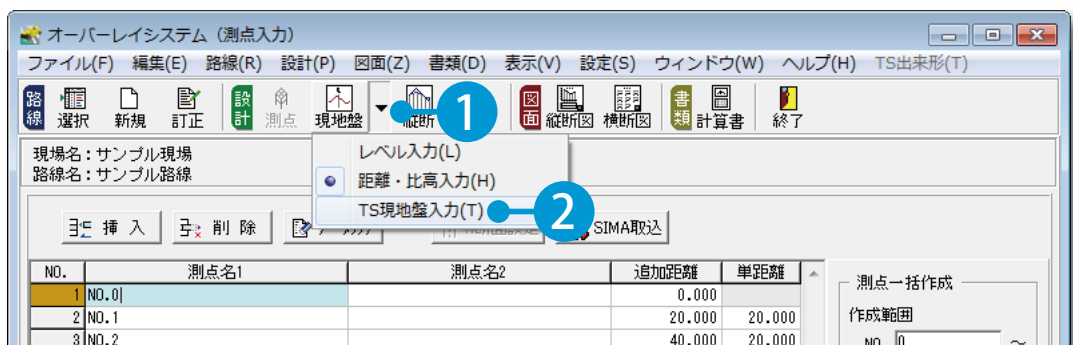 オーバーレイシステム（測点入力）
ファイル(F) 編集(E) 路線(R) 設計(P) 図面(Z) 書類(D) 表示(V) 設定(S) ウィンドウ(W) ヘルプ(H) TS出来形(T)
路線 選択 新規 訂正 設計 測点 現地盤 縦断 図面 縦断図 横断図 書類 計算書 終了
1
現場名：サンプル現場
路線名：サンプル路線
レベル入力(L)
距離・比高入力(H)
TS現地盤入力(T)
2
挿 入 削 除 SIMA取込
NO. 測点名1 測点名2 追加距離 単距離
1 NO.0 0.000
2 NO.1 20.000 20.000
3 NO.2 40.000 20.000
測点一括作成
作成範囲
NO. 0 ～